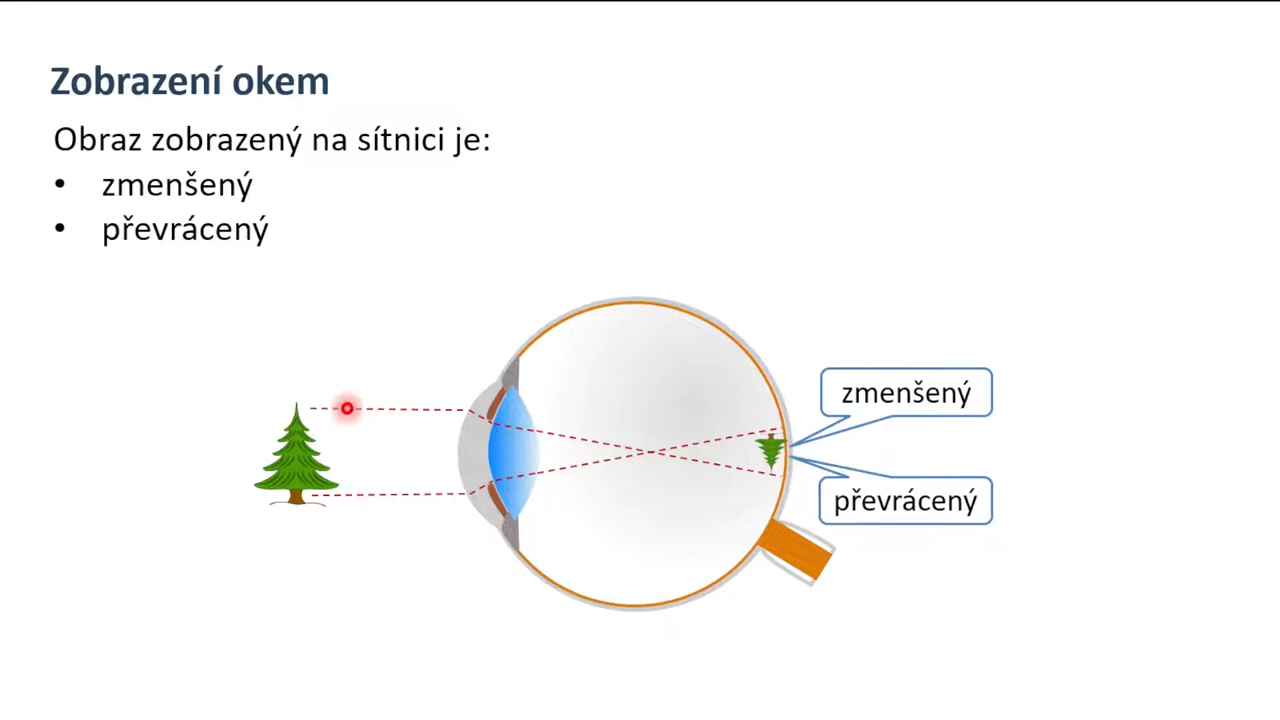 Zobrazení okem
Obraz zobrazený na sítnici je:
• zmenšený
• převrácený
zmenšený
převrácený